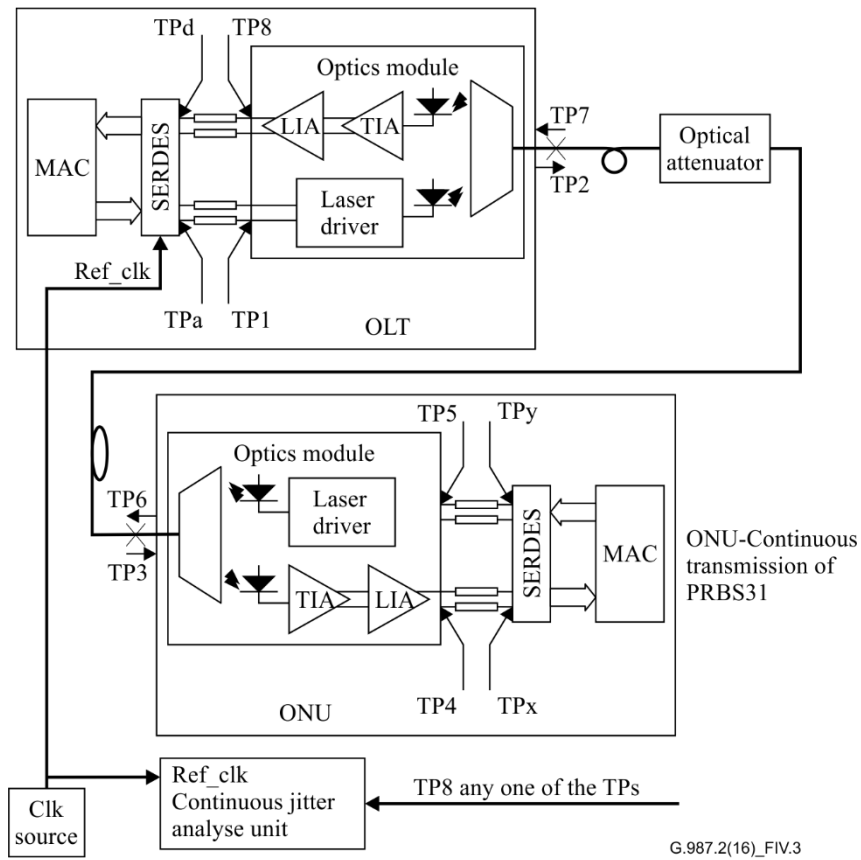 TPd
TP8
Optics module
MAC
SERDES
LIA
TIA
TP7
TP2
Optical
attenuator
Laser
driver
Ref_clk
TPa
TP1
OLT
TP5
TPy
Optics module
Laser
driver
TP6
TP3
TIA
LIA
SERDES
MAC
ONU-Continuous
transmission of
PRBS31
TP4
TPx
ONU
Clk
source
Ref_clk
Continuous jitter
analyse unit
TP8 any one of the TPs
G.987.2(16)_FIV.3